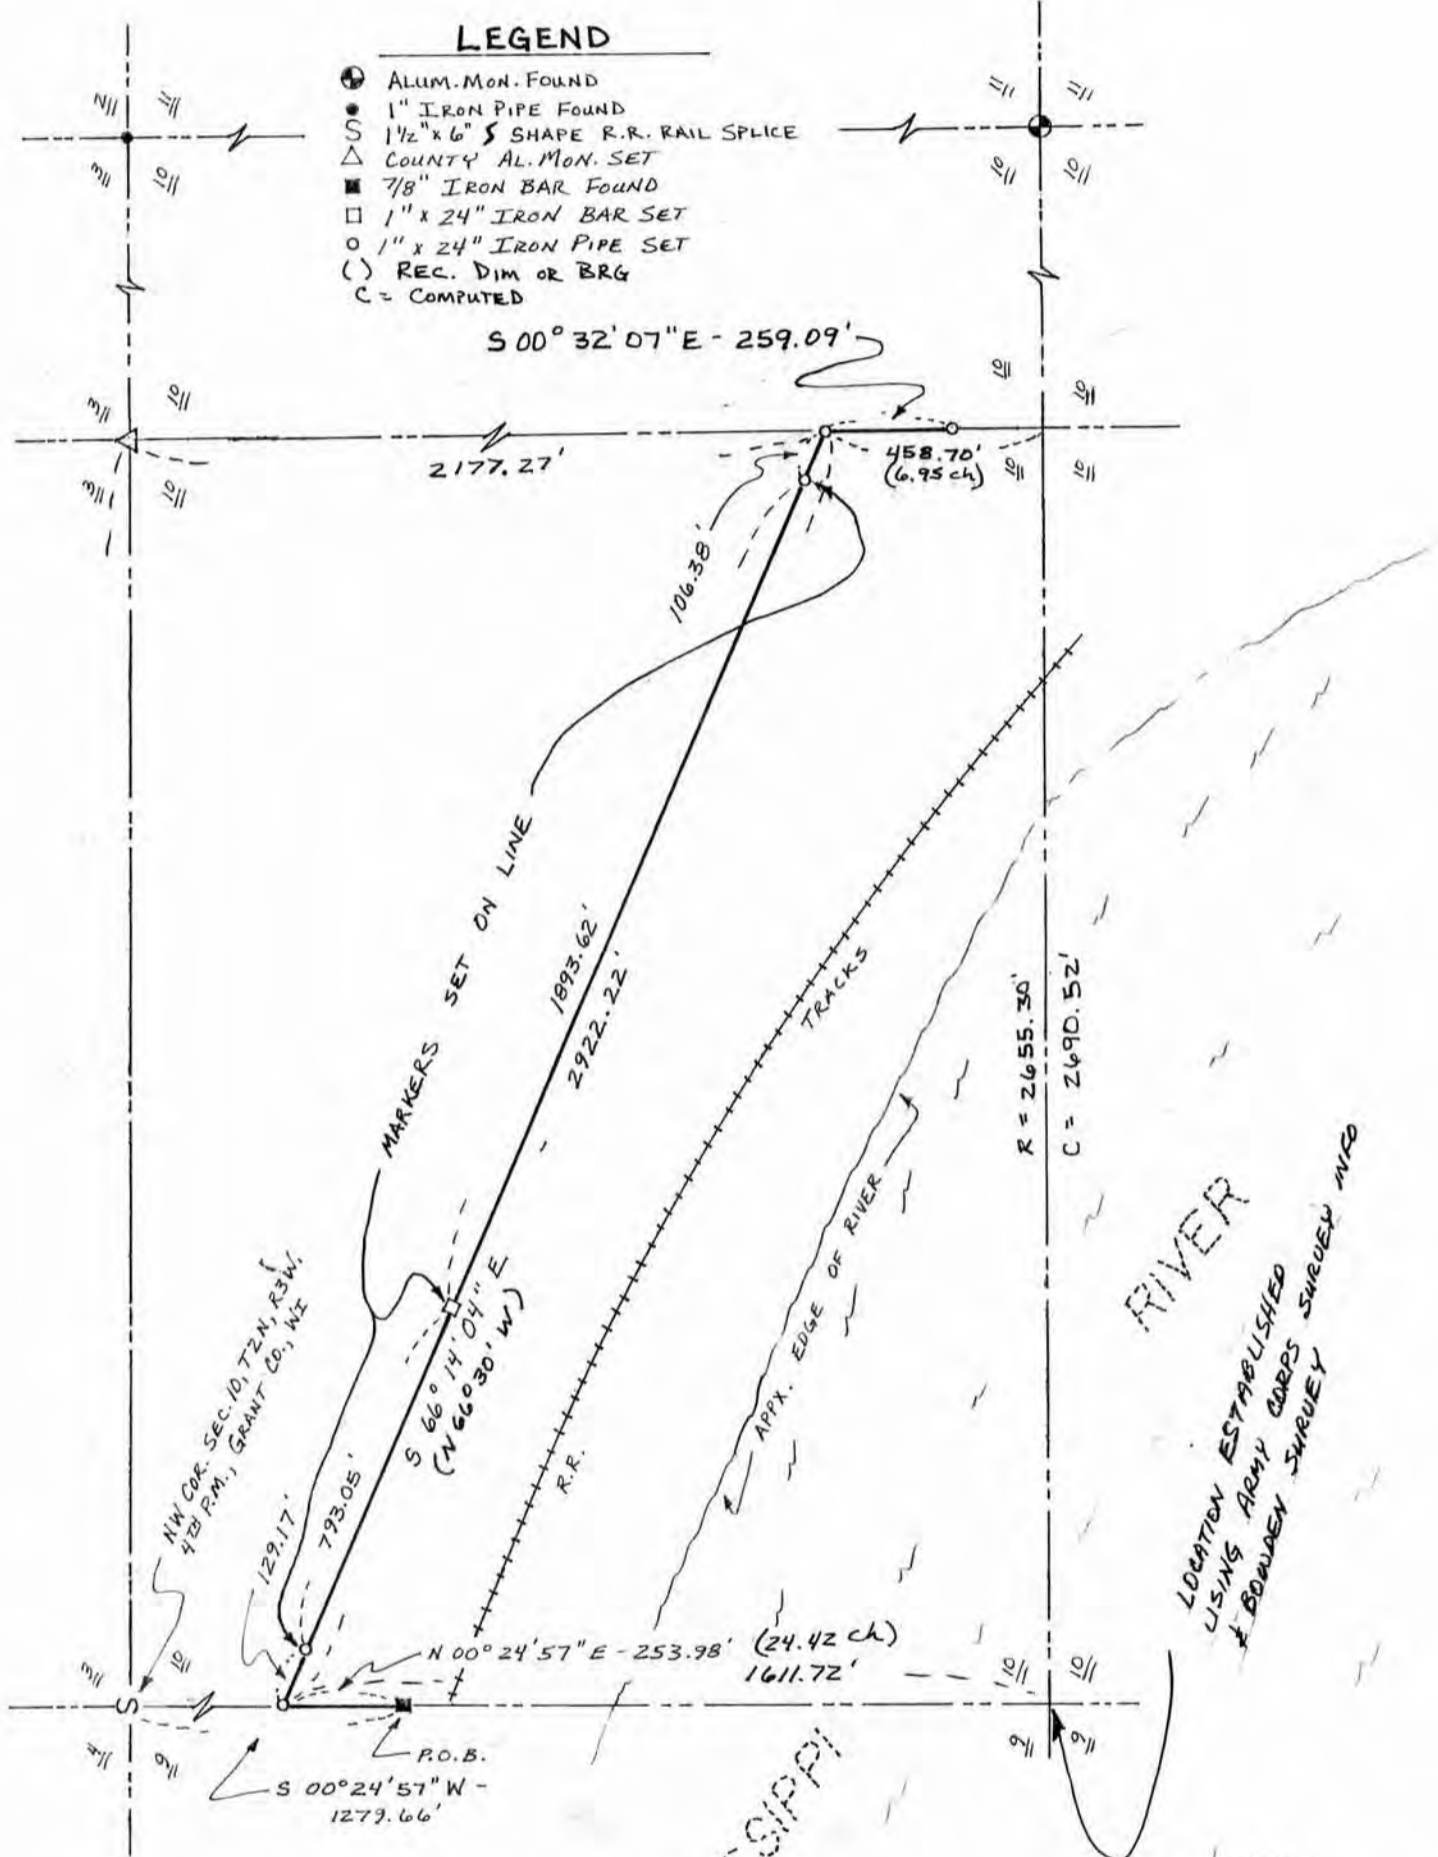 LEGEND
ALUM. MON. FOUND
1" IRON PIPE FOUND
S 1½" x 6" S SHAPE R.R. RAIL SPLICE
COUNTY AL. MON. SET
7/8" IRON BAR FOUND
1" x 24" IRON BAR SET
1" x 24" IRON PIPE SET
( ) REC. DIM OR BRG
C = COMPUTED
S 00° 32' 07" E - 259.09'
2177.27'
458.70'
(6.95 ch)
106.38'
MARKERS SET ON LINE
1893.62'
2922.22'
TRACKS
R = 2655.30'
C = 2690.52'
S 66° 14' 04" E
(N 66° 30' W)
R.R.
APPX. EDGE OF RIVER
RIVER
LOCATION ESTABLISHED
USING ARMY CORPS SURVEY INFO
& BOWDEN SURVEY
NW COR. SEC. 10, T2N, R3W,
4TH P.M., GRANT CO., WI
129.17'
793.05'
N 00° 24' 57" E - 253.98' (24.42 ch)
1611.72'
S
P.O.B.
S 00° 24' 57" W -
1279.66'
SIPPI